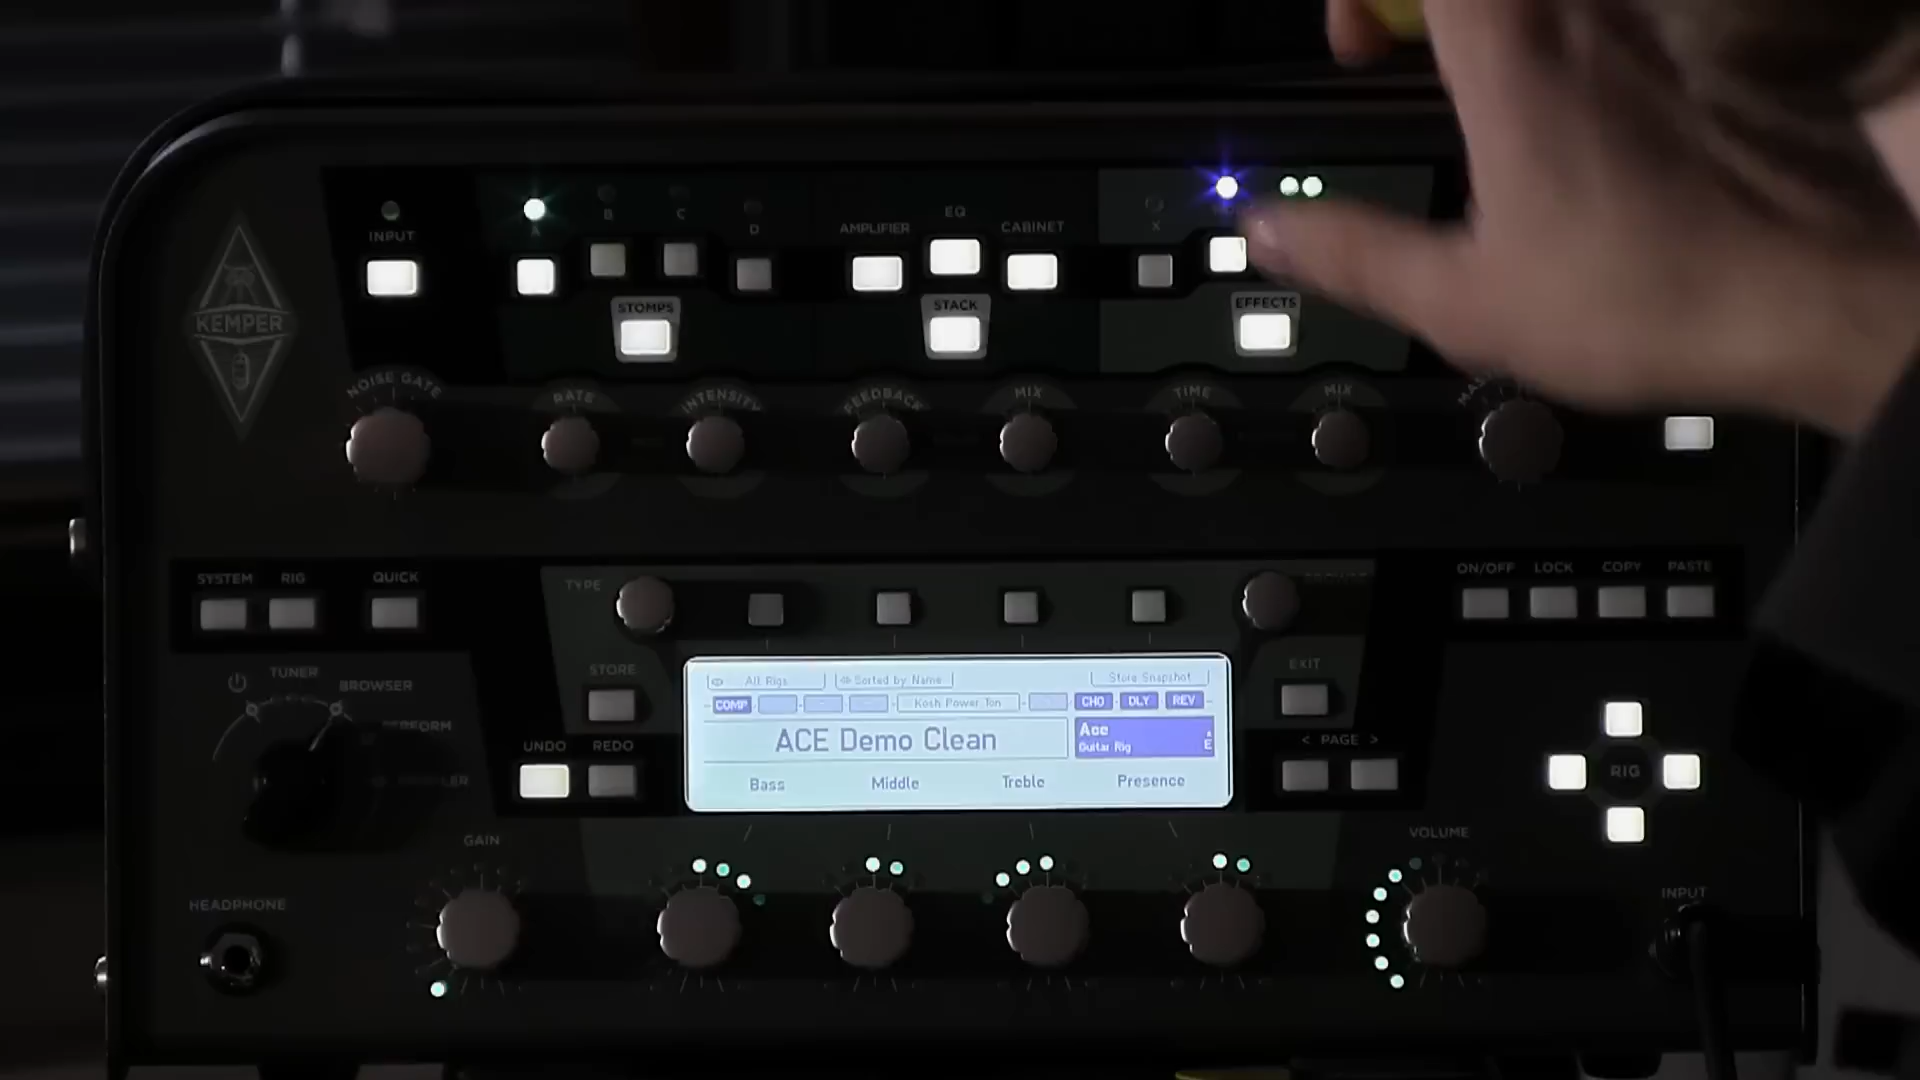 INPUT
A
B
C
D
AMPLIFIER
EQ
CABINET
X
STOMPS
STACK
EFFECTS
KEMPER
NOISE GATE
RATE
INTENSITY
FEEDBACK
MIX
TIME
MIX
SYSTEM
RIG
QUICK
TYPE
ON/OFF
LOCK
COPY
PASTE
TUNER
BROWSER
STORE
EXIT
UNDO
REDO
< PAGE >
RIG
All Rigs
Sorted by Name
Store Snapshot
COMP
Kosh Power Ton
CHO
DLY
REV
ACE Demo Clean
Ace
Guitar Rig
Bass
Middle
Treble
Presence
GAIN
VOLUME
HEADPHONE
INPUT